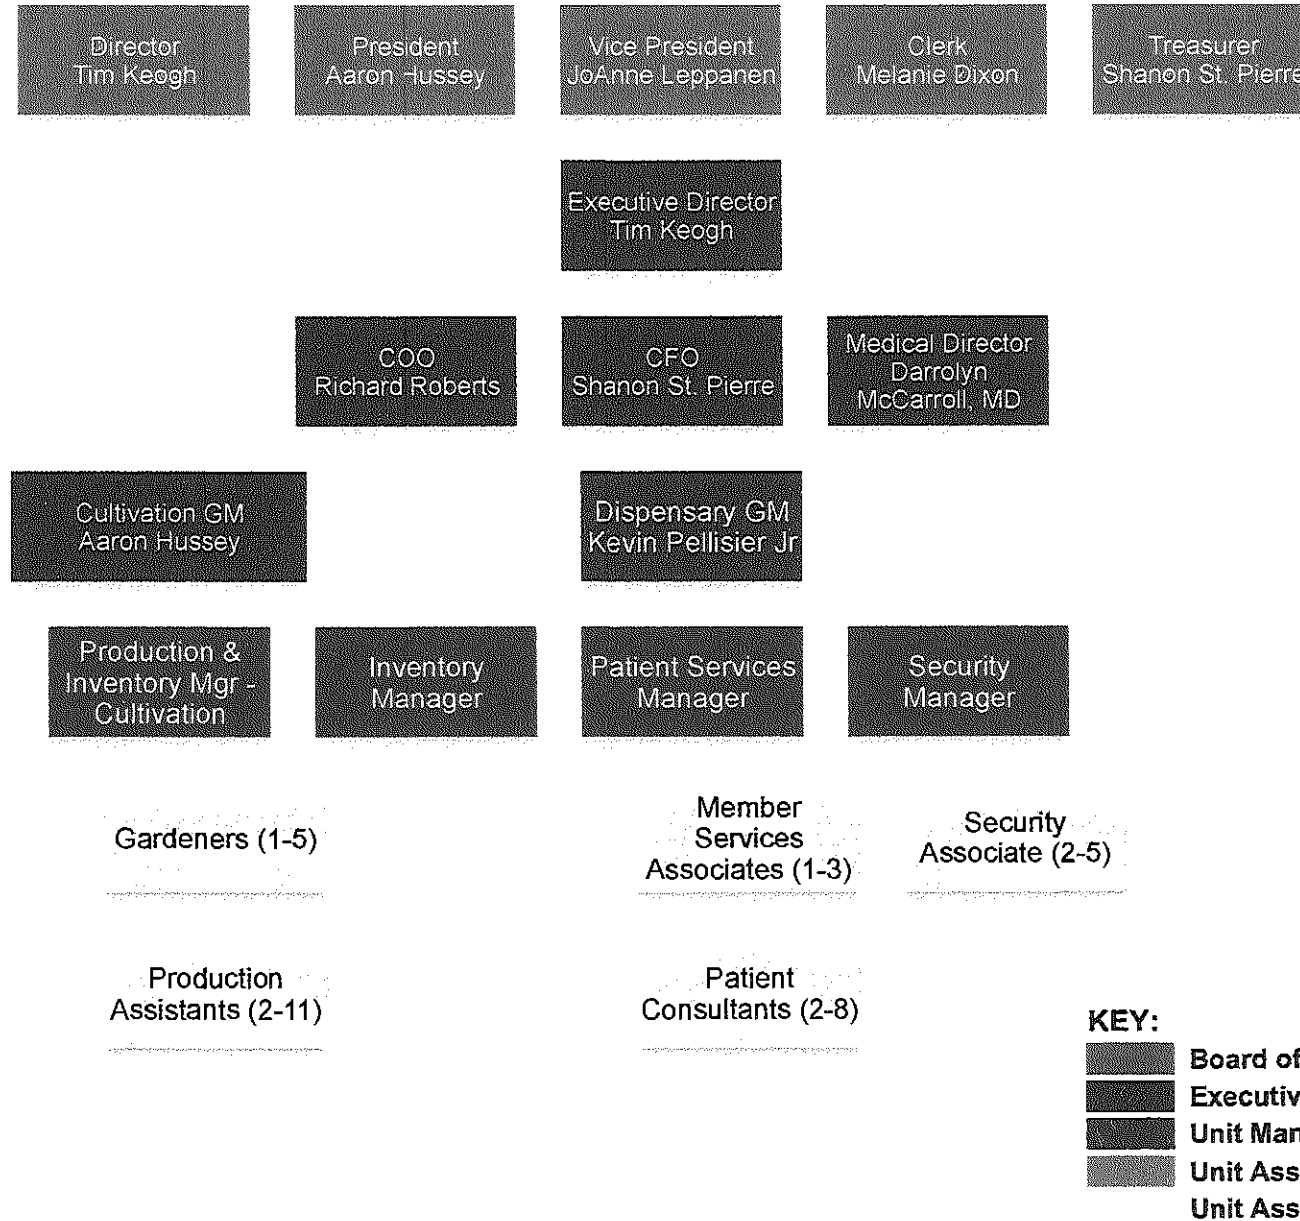 Director
Tim Keogh
President
Aaron Hussey
Vice President
JoAnne Leppanen
Clerk
Melanie Dixon
Treasurer
Shanon St. Pierre
Executive Director
Tim Keogh
COO
Richard Roberts
CFO
Shanon St. Pierre
Medical Director
Darrolyn
McCarroll, MD
Cultivation GM
Aaron Hussey
Dispensary GM
Kevin Pellisier Jr
Production &
Inventory Mgr -
Cultivation
Inventory
Manager
Patient Services
Manager
Security
Manager
Gardeners (1-5)
Member
Services
Associates (1-3)
Security
Associate (2-5)
Production
Assistants (2-11)
Patient
Consultants (2-8)
KEY:
Board of
Executiv
Unit Man
Unit Ass
Unit Ass